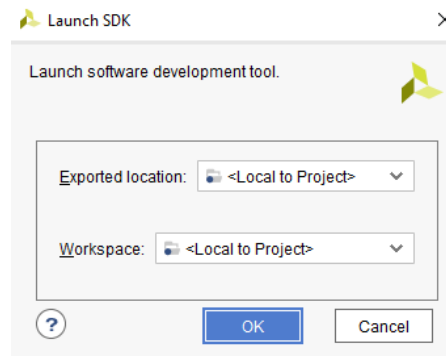 Launch SDK
Launch software development tool.
Exported location: <Local to Project>
Workspace: <Local to Project>
? OK Cancel